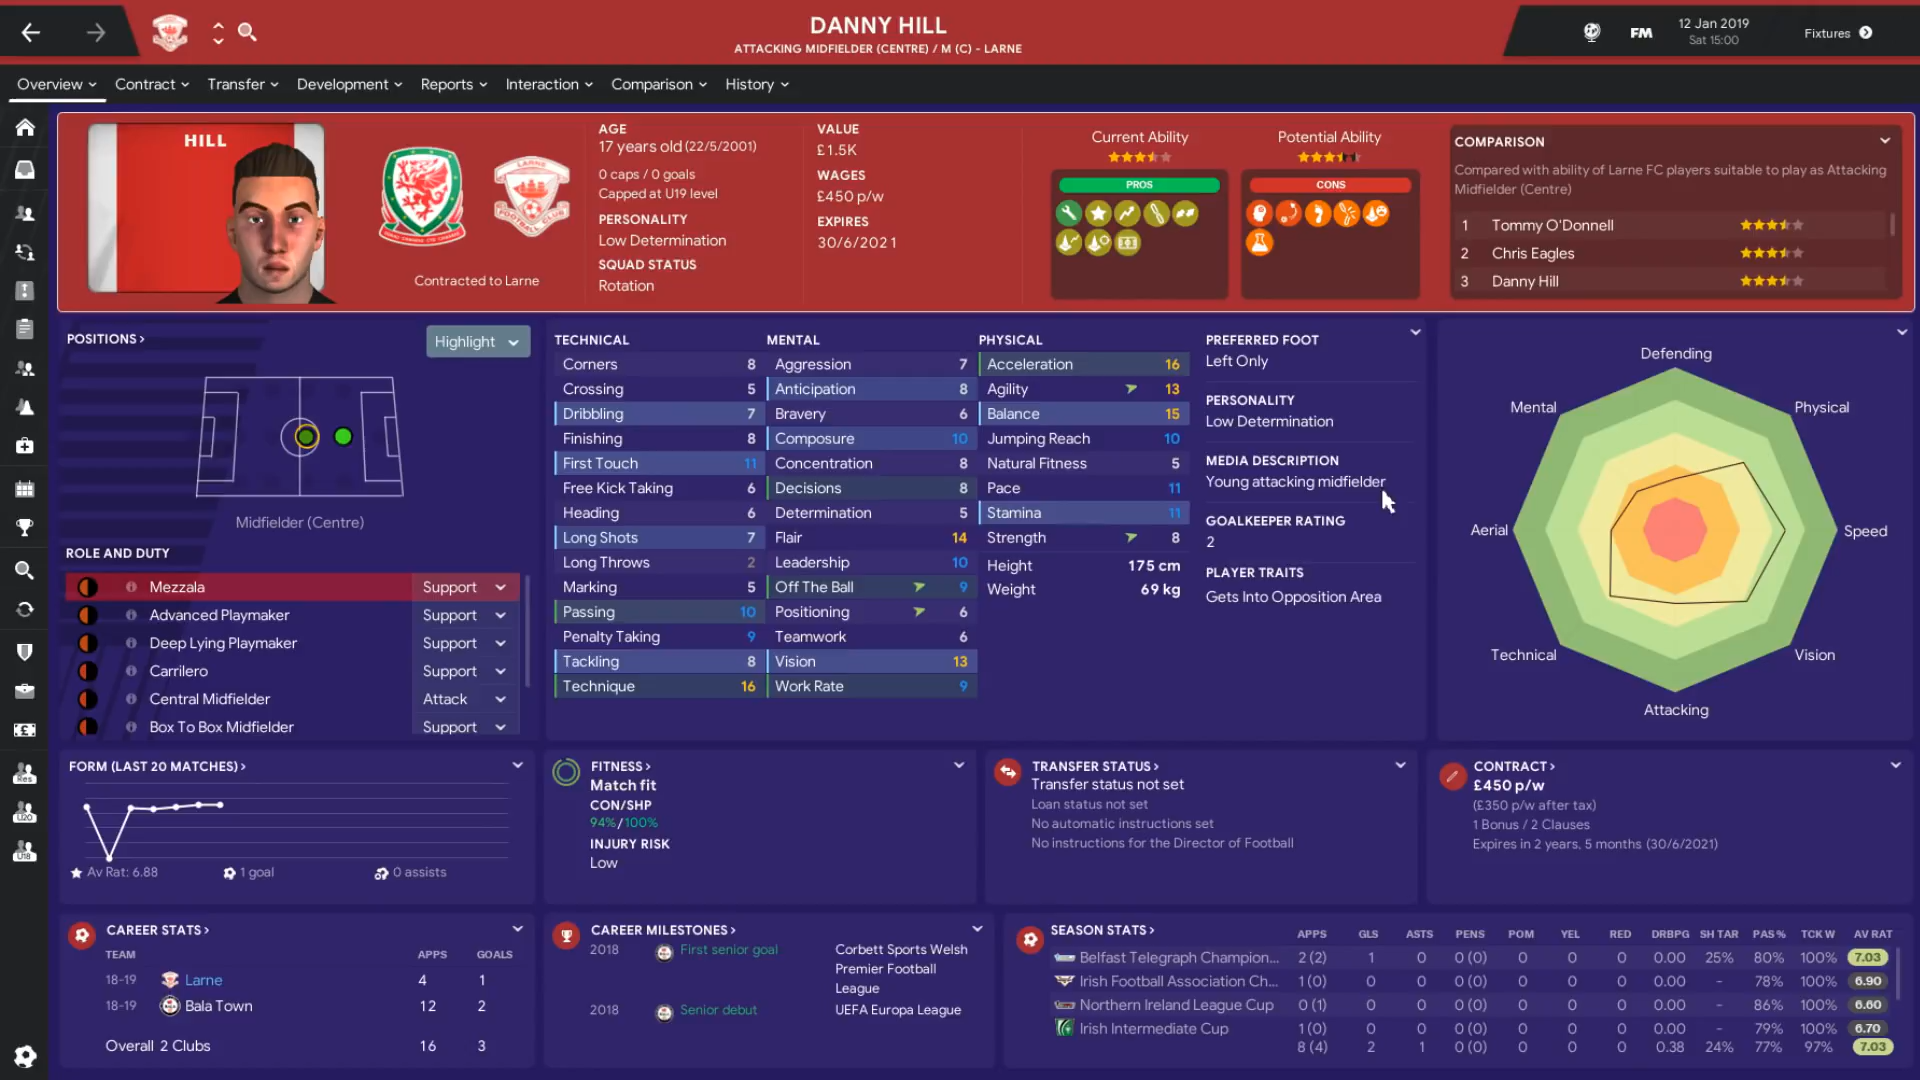 DANNY HILL
ATTACKING MIDFIELDER (CENTRE) / M (C) - LARNE
FM
12 Jan 2019
Sat 15:00
Fixtures
Overview
Contract
Transfer
Development
Reports
Interaction
Comparison
History
HILL
Contracted to Larne
AGE
17 years old (22/5/2001)
0 caps / 0 goals
Capped at U19 level
PERSONALITY
Low Determination
SQUAD STATUS
Rotation
VALUE
£1.5K
WAGES
£450 p/w
EXPIRES
30/6/2021
Current Ability
PROS
Potential Ability
CONS
COMPARISON
Compared with ability of Larne FC players suitable to play as Attacking
Midfielder (Centre)
1 Tommy O'Donnell
2 Chris Eagles
3 Danny Hill
POSITIONS
Highlight
Midfielder (Centre)
ROLE AND DUTY
Mezzala Support
Advanced Playmaker Support
Deep Lying Playmaker Support
Carrilero Support
Central Midfielder Attack
Box To Box Midfielder Support
TECHNICAL
Corners 8
Crossing 5
Dribbling 7
Finishing 8
First Touch 11
Free Kick Taking 6
Heading 6
Long Shots 7
Long Throws 2
Marking 5
Passing 10
Penalty Taking 9
Tackling 8
Technique 16
MENTAL
Aggression 7
Anticipation 8
Bravery 6
Composure 10
Concentration 8
Decisions 8
Determination 5
Flair 14
Leadership 10
Off The Ball 9
Positioning 6
Teamwork 6
Vision 13
Work Rate 9
PHYSICAL
Acceleration 16
Agility 13
Balance 15
Jumping Reach 10
Natural Fitness 5
Pace 11
Stamina 11
Strength 8
Height 175 cm
Weight 69 kg
PREFERRED FOOT
Left Only
PERSONALITY
Low Determination
MEDIA DESCRIPTION
Young attacking midfielder
GOALKEEPER RATING
2
PLAYER TRAITS
Gets Into Opposition Area
Defending
Physical
Speed
Vision
Attacking
Technical
Aerial
Mental
FORM (LAST 20 MATCHES)
Av Rat: 6.88
1 goal
0 assists
FITNESS
Match fit
CON/SHP
94%/100%
INJURY RISK
Low
TRANSFER STATUS
Transfer status not set
Loan status not set
No automatic instructions set
No instructions for the Director of Football
CONTRACT
£450 p/w
(£350 p/w after tax)
1 Bonus / 2 Clauses
Expires in 2 years, 5 months (30/6/2021)
CAREER STATS
TEAM APPS GOALS
18-19 Larne 4 1
18-19 Bala Town 12 2
Overall 2 Clubs 16 3
CAREER MILESTONES
2018 First senior goal Corbett Sports Welsh
Premier Football
League
2018 Senior debut UEFA Europa League
SEASON STATS APPS GLS ASTS PENS POM YEL RED DRBPG SH TAR PAS % TCK W AV RAT
Belfast Telegraph Champion... 2 (2) 1 0 0 (0) 0 0 0 0.00 25% 80% 100% 7.03
Irish Football Association Ch... 1 (0) 0 0 0 (0) 0 0 0 0.00 - 78% 100% 6.90
Northern Ireland League Cup 0 (1) 0 0 0 (0) 0 0 0 0.00 - 86% 100% 6.60
Irish Intermediate Cup 1 (0) 0 0 0 (0) 0 0 0 0.00 - 79% 100% 6.70
8 (4) 2 1 0 (0) 0 0 0 0.38 24% 77% 97% 7.03
Res
U20
U18